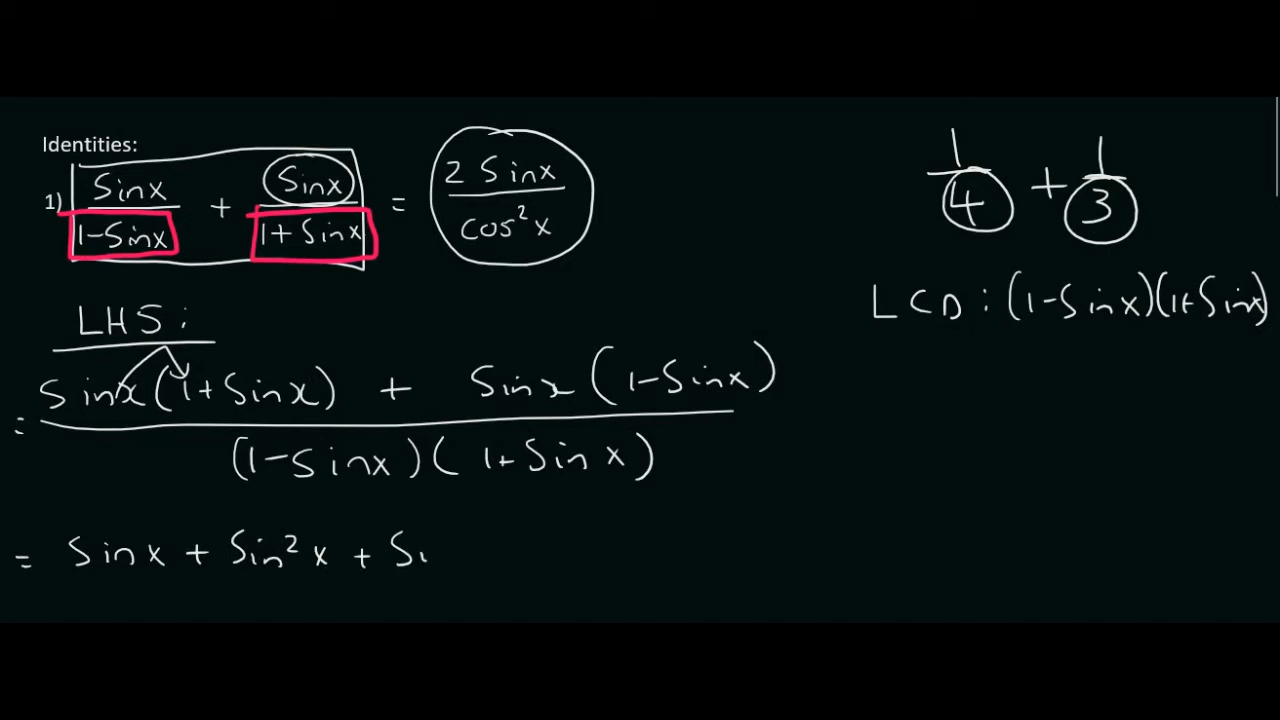 Identities:
1) Sinx/1-Sinx + Sinx/1+Sinx = 2 Sinx/cos²x
1/4 + 1/3
LCD: (1-Sinx)(1+Sinx)
LHS:
= Sinx(1+Sinx) + Sinx(1-Sinx)
(1-Sinx)(1+Sinx)
= Sinx + Sin²x + Si